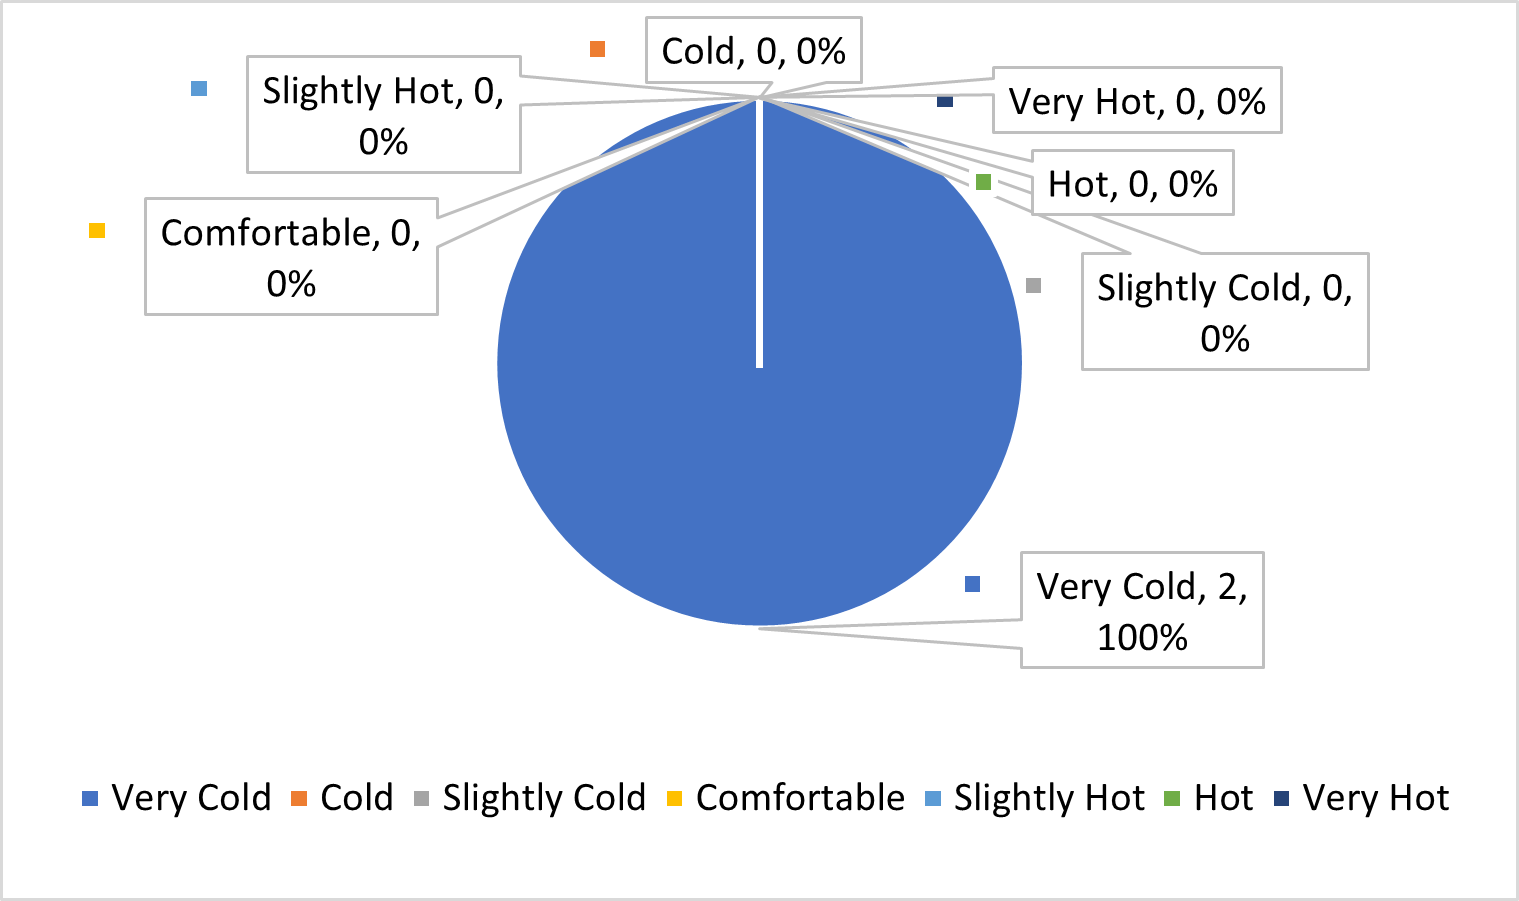 Cold, 0, 0%
Slightly Hot, 0,
0%
Very Hot, 0, 0%
Hot, 0, 0%
Comfortable, 0,
0%
Slightly Cold, 0,
0%
Very Cold, 2,
100%
Very Cold Cold Slightly Cold Comfortable Slightly Hot Hot Very Hot